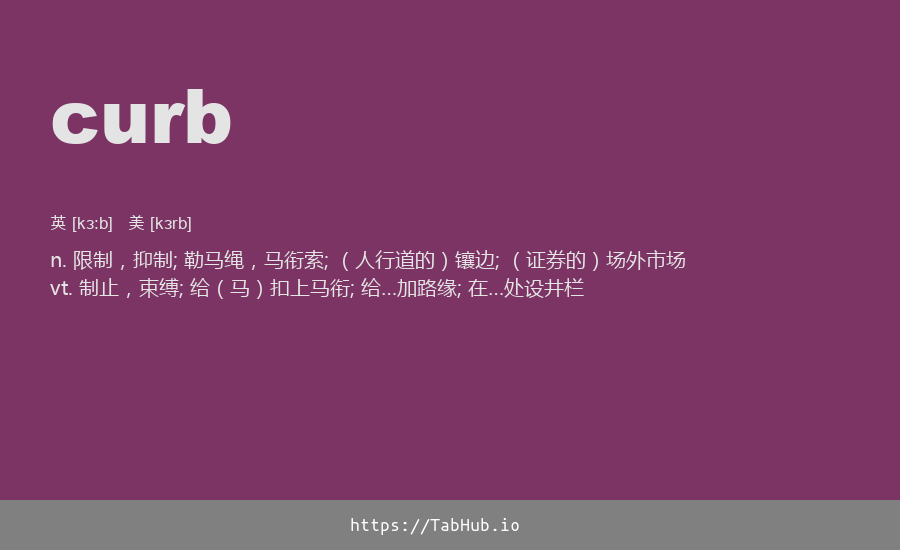 curb
英 [kɜːb] 美 [kɜrb]
n. 限制，抑制; 勒马绳，马衔索; （人行道的）镶边; （证券的）场外市场
vt. 制止，束缚; 给（马）扣上马衔; 给…加路缘; 在…处设井栏
https://TabHub.io